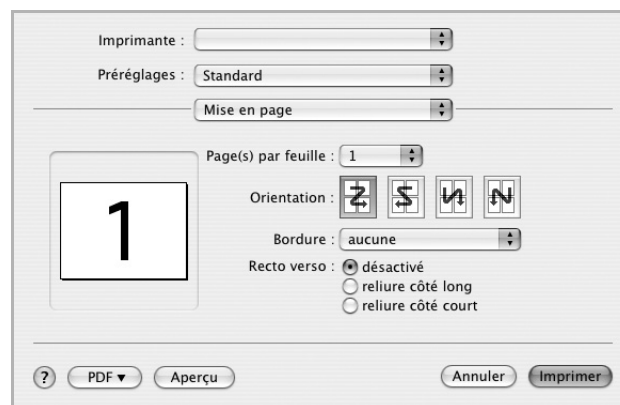 Imprimante :
Préréglages : Standard
Mise en page
Page(s) par feuille : 1
1
Orientation :
Bordure : aucune
Recto verso : désactivé
reliure côté long
reliure côté court
? PDF ▼ Aperçu Annuler Imprimer